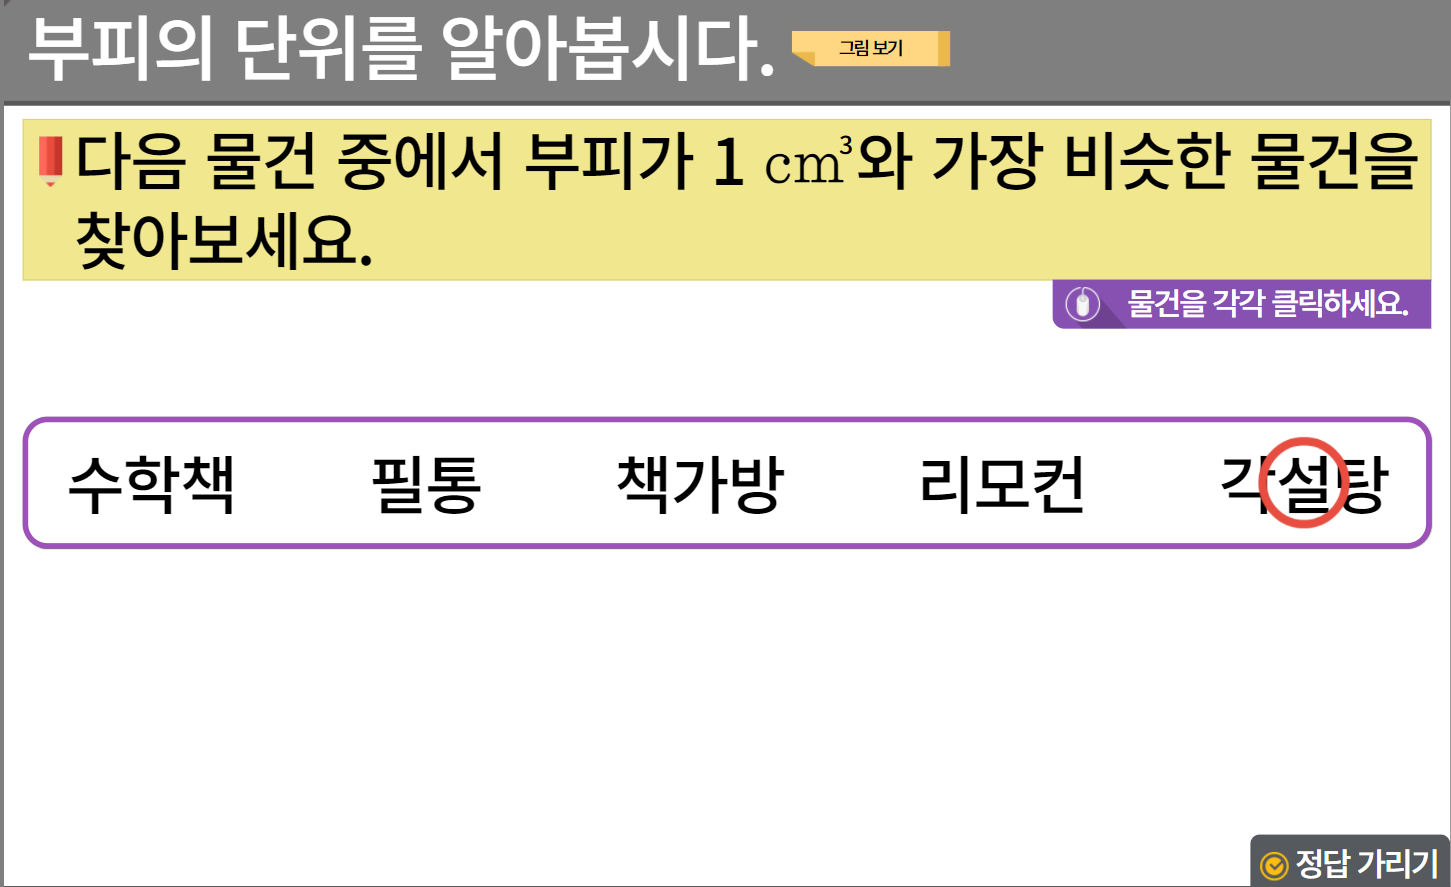 부피의 단위를 알아봅시다.
그림 보기
다음 물건 중에서 부피가 1 cm³와 가장 비슷한 물건을
찾아보세요.
물건을 각각 클릭하세요.
수학책 필통 책가방 리모컨 각설탕
정답 가리기